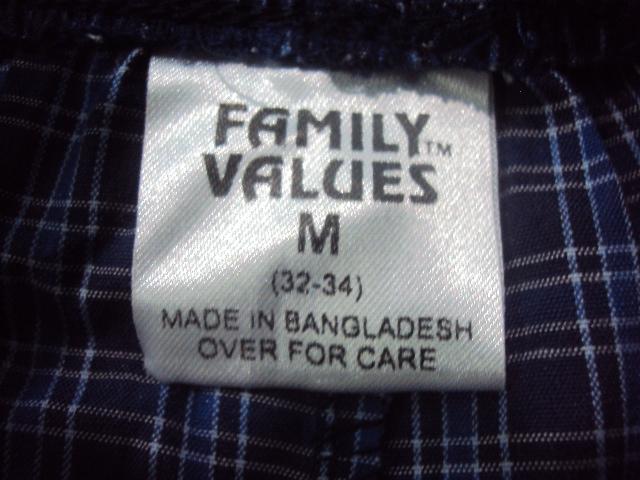 FAMILY™
VALUES
M
(32-34)
MADE IN BANGLADESH
OVER FOR CARE